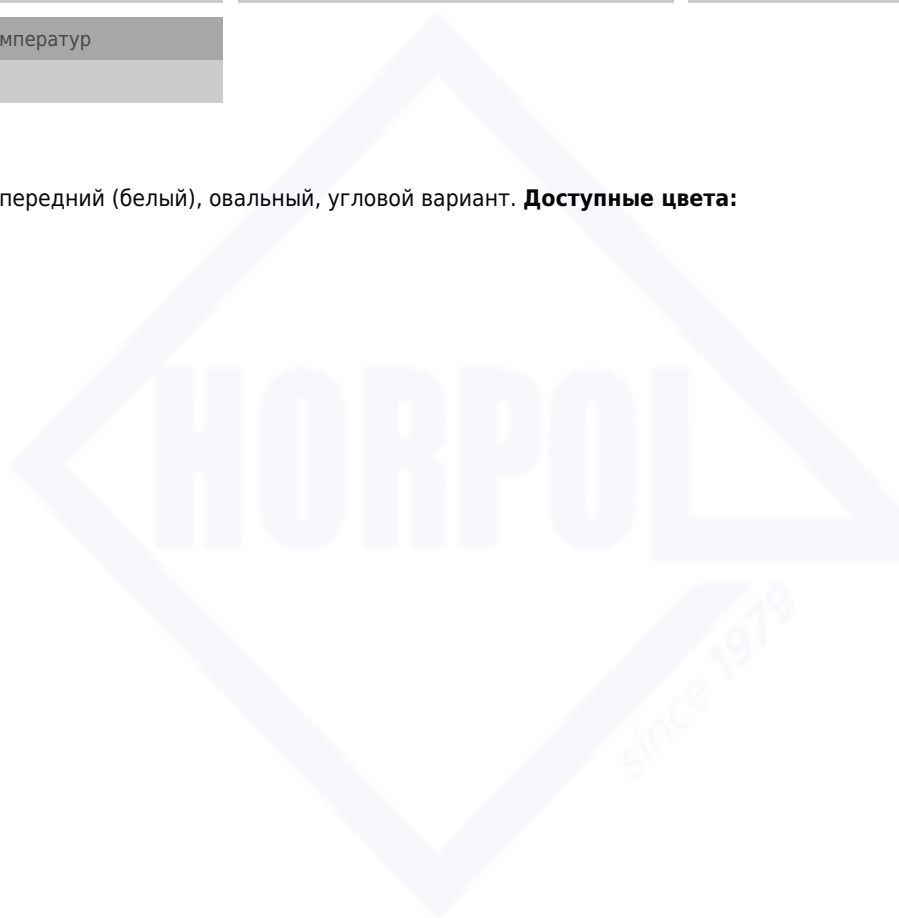 мператур
передний (белый), овальный, угловой вариант. Доступные цвета:
HORPOL
since 1979